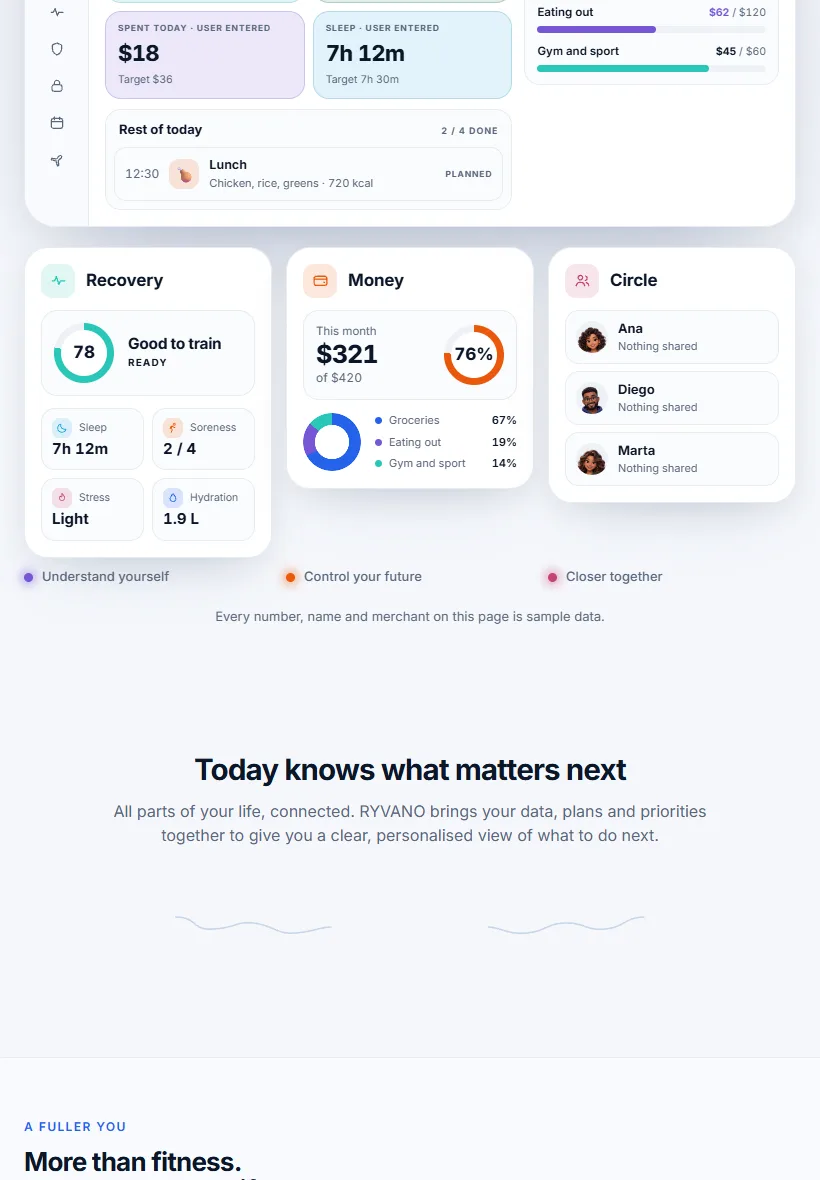 SPENT TODAY · USER ENTERED
$18
Target $36
SLEEP · USER ENTERED
7h 12m
Target 7h 30m
Eating out
$62 / $120
Gym and sport
$45 / $60
Rest of today
2 / 4 DONE
12:30
Lunch
Chicken, rice, greens · 720 kcal
PLANNED
Recovery
78
Good to train
READY
Sleep
7h 12m
Soreness
2 / 4
Stress
Light
Hydration
1.9 L
Money
This month
$321
of $420
76%
Groceries 67%
Eating out 19%
Gym and sport 14%
Circle
Ana
Nothing shared
Diego
Nothing shared
Marta
Nothing shared
Understand yourself
Control your future
Closer together
Every number, name and merchant on this page is sample data.
Today knows what matters next
All parts of your life, connected. RYVANO brings your data, plans and priorities
together to give you a clear, personalised view of what to do next.
A FULLER YOU
More than fitness.